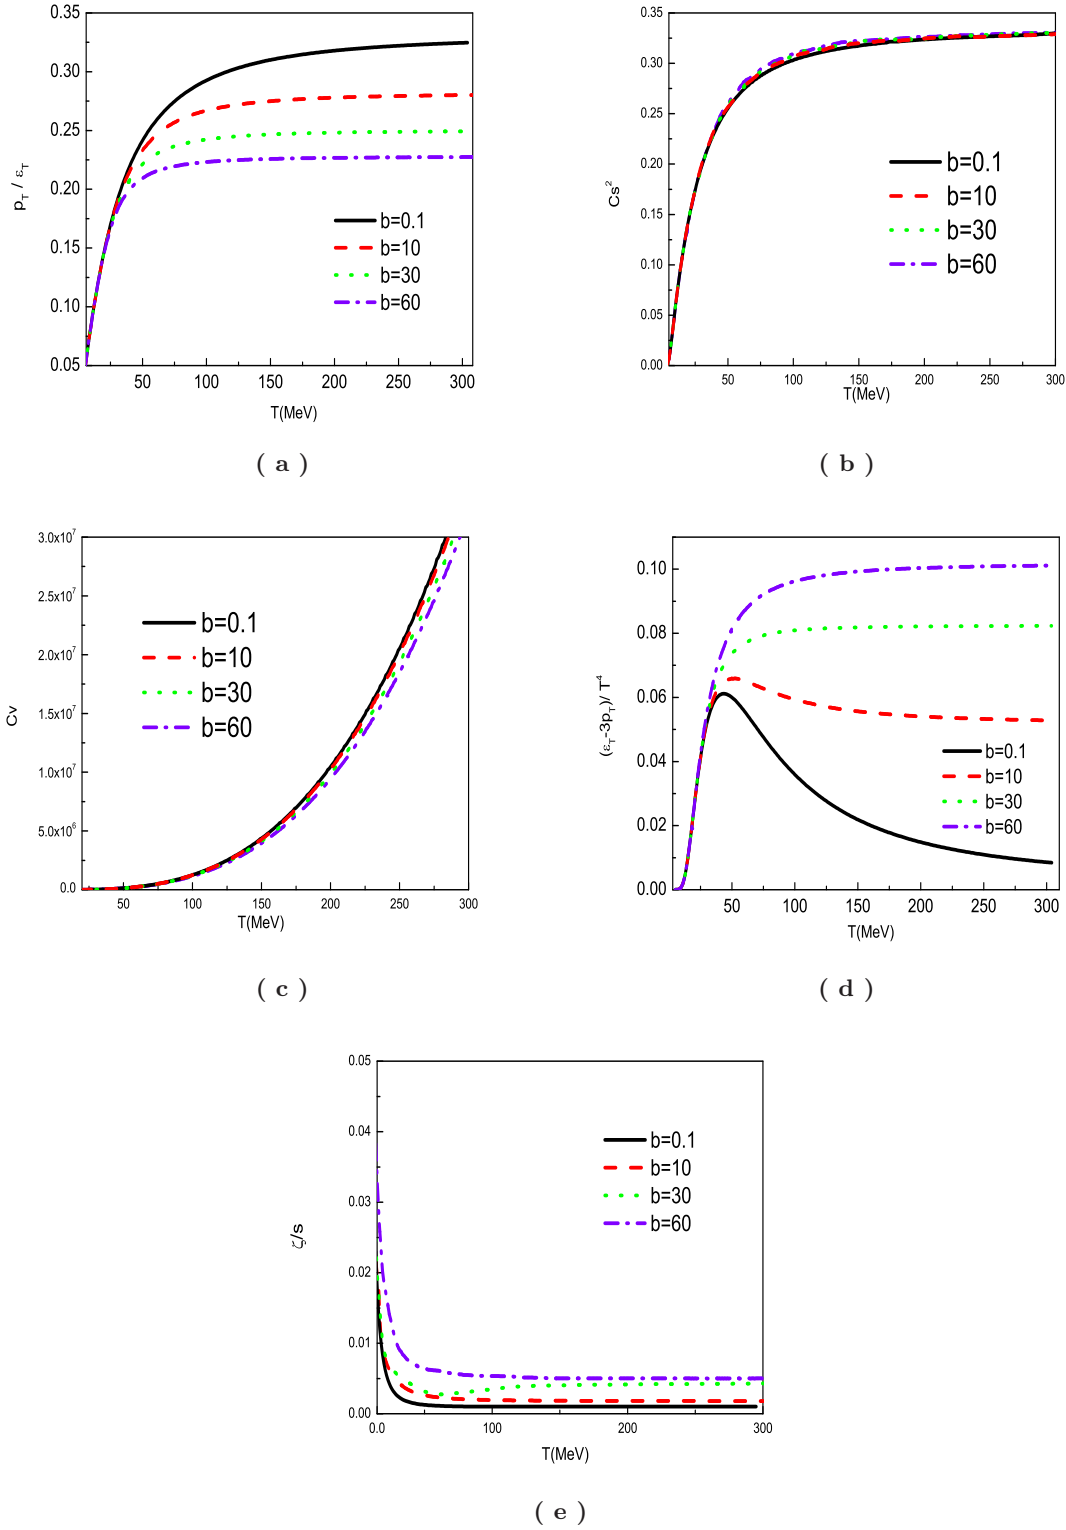 0.35
0.30
0.25
0.20
0.15
0.10
0.05
p_T / ε_T
50 100 150 200 250 300
T(MeV)
b=0.1
b=10
b=30
b=60
( a )
0.35
0.30
0.25
0.20
0.15
0.10
0.05
0.00
Cs²
50 100 150 200 250 300
T(MeV)
b=0.1
b=10
b=30
b=60
( b )
3.0x10⁷
2.5x10⁷
2.0x10⁷
1.5x10⁷
1.0x10⁷
5.0x10⁶
0.0
Cv
50 100 150 200 250 300
T(MeV)
b=0.1
b=10
b=30
b=60
( c )
0.10
0.08
0.06
0.04
0.02
0.00
(ε_T-3p_T)/ T⁴
50 100 150 200 250 300
T(MeV)
b=0.1
b=10
b=30
b=60
( d )
0.05
0.04
0.03
0.02
0.01
0.00
ζ/s
0.0 100 200 300
T(MeV)
b=0.1
b=10
b=30
b=60
( e )